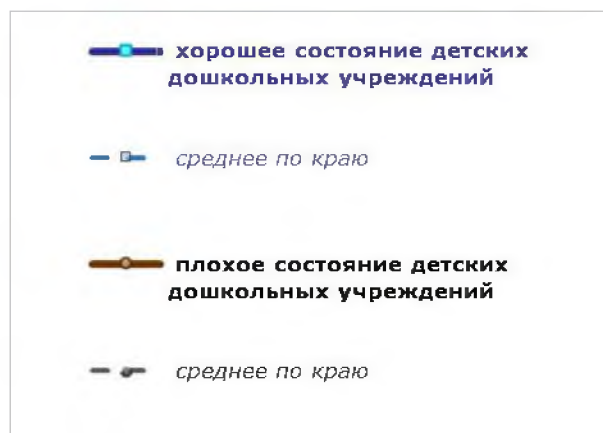 хорошее состояние детских
дошкольных учреждений
среднее по краю
плохое состояние детских
дошкольных учреждений
среднее по краю